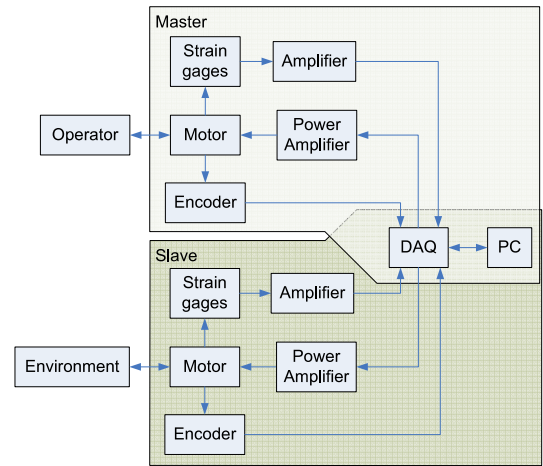 Master
Strain
gages
Amplifier
Operator
Motor
Power
Amplifier
Encoder
DAQ
PC
Slave
Strain
gages
Amplifier
Environment
Motor
Power
Amplifier
Encoder